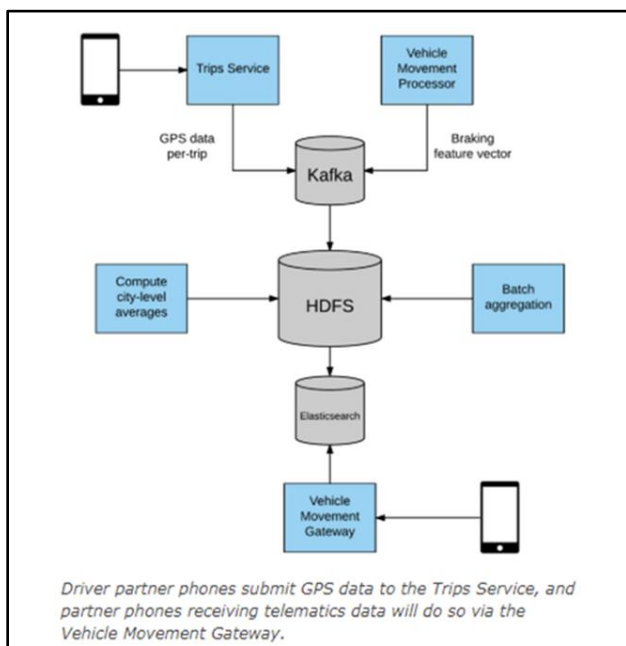 Trips Service
Vehicle
Movement
Processor
GPS data
per-trip
Braking
feature vector
Kafka
Compute
city-level
averages
HDFS
Batch
aggregation
Elasticsearch
Vehicle
Movement
Gateway
Driver partner phones submit GPS data to the Trips Service, and
partner phones receiving telematics data will do so via the
Vehicle Movement Gateway.